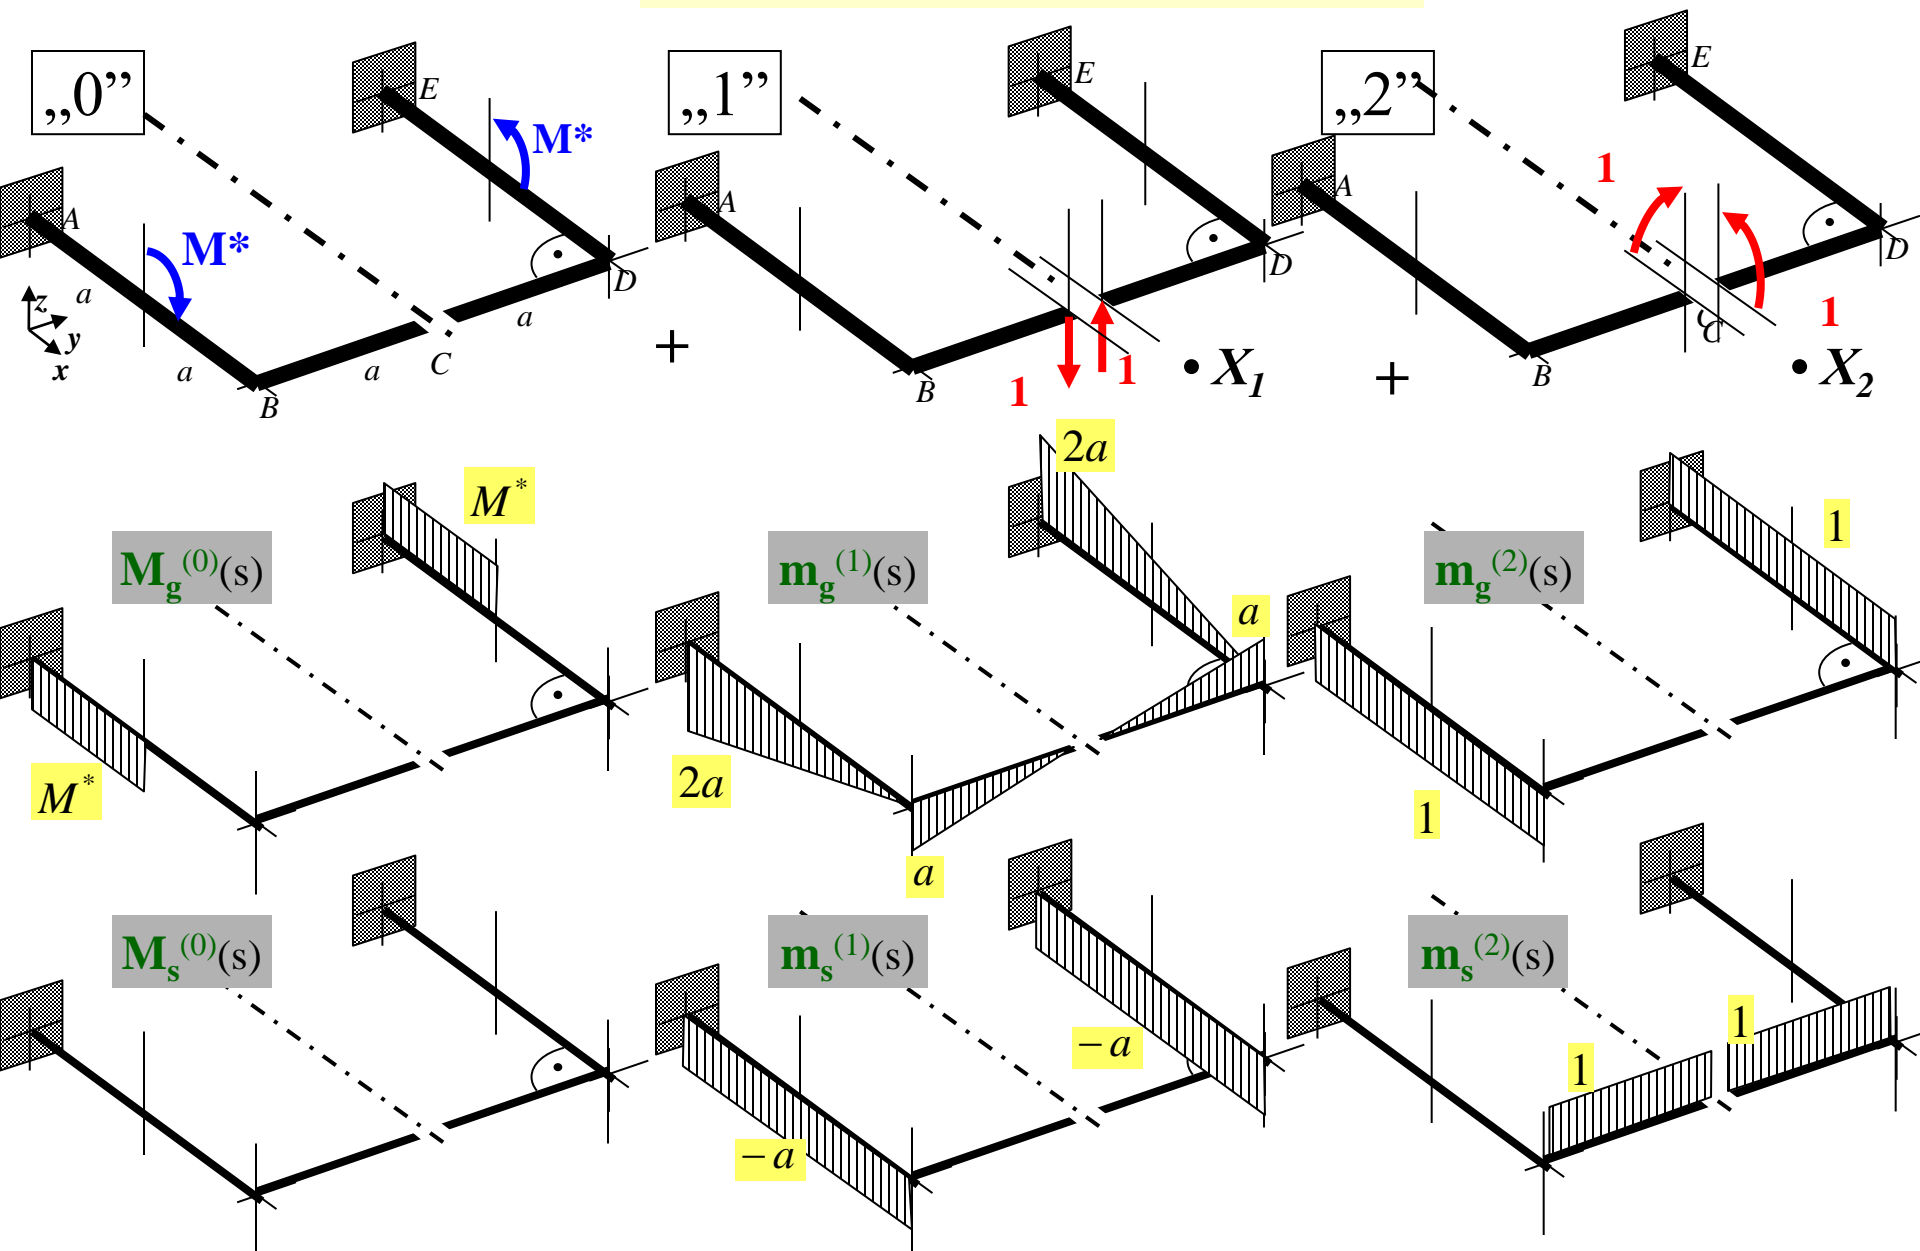 „0”
E
M*
A
M*
a
z
y
x
a
a
a
B
C
D
+
„1”
E
A
D
B
1
1
• X1
+
„2”
E
A
1
D
C
B
1
• X2
M*
Mg(0)(s)
M*
2a
mg(1)(s)
a
2a
a
1
mg(2)(s)
1
Ms(0)(s)
ms(1)(s)
–a
–a
ms(2)(s)
1
1